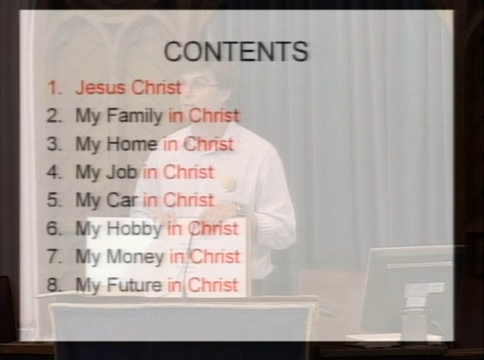 CONTENTS
1. Jesus Christ
2. My Family in Christ
3. My Home in Christ
4. My Job in Christ
5. My Car in Christ
6. My Hobby in Christ
7. My Money in Christ
8. My Future in Christ